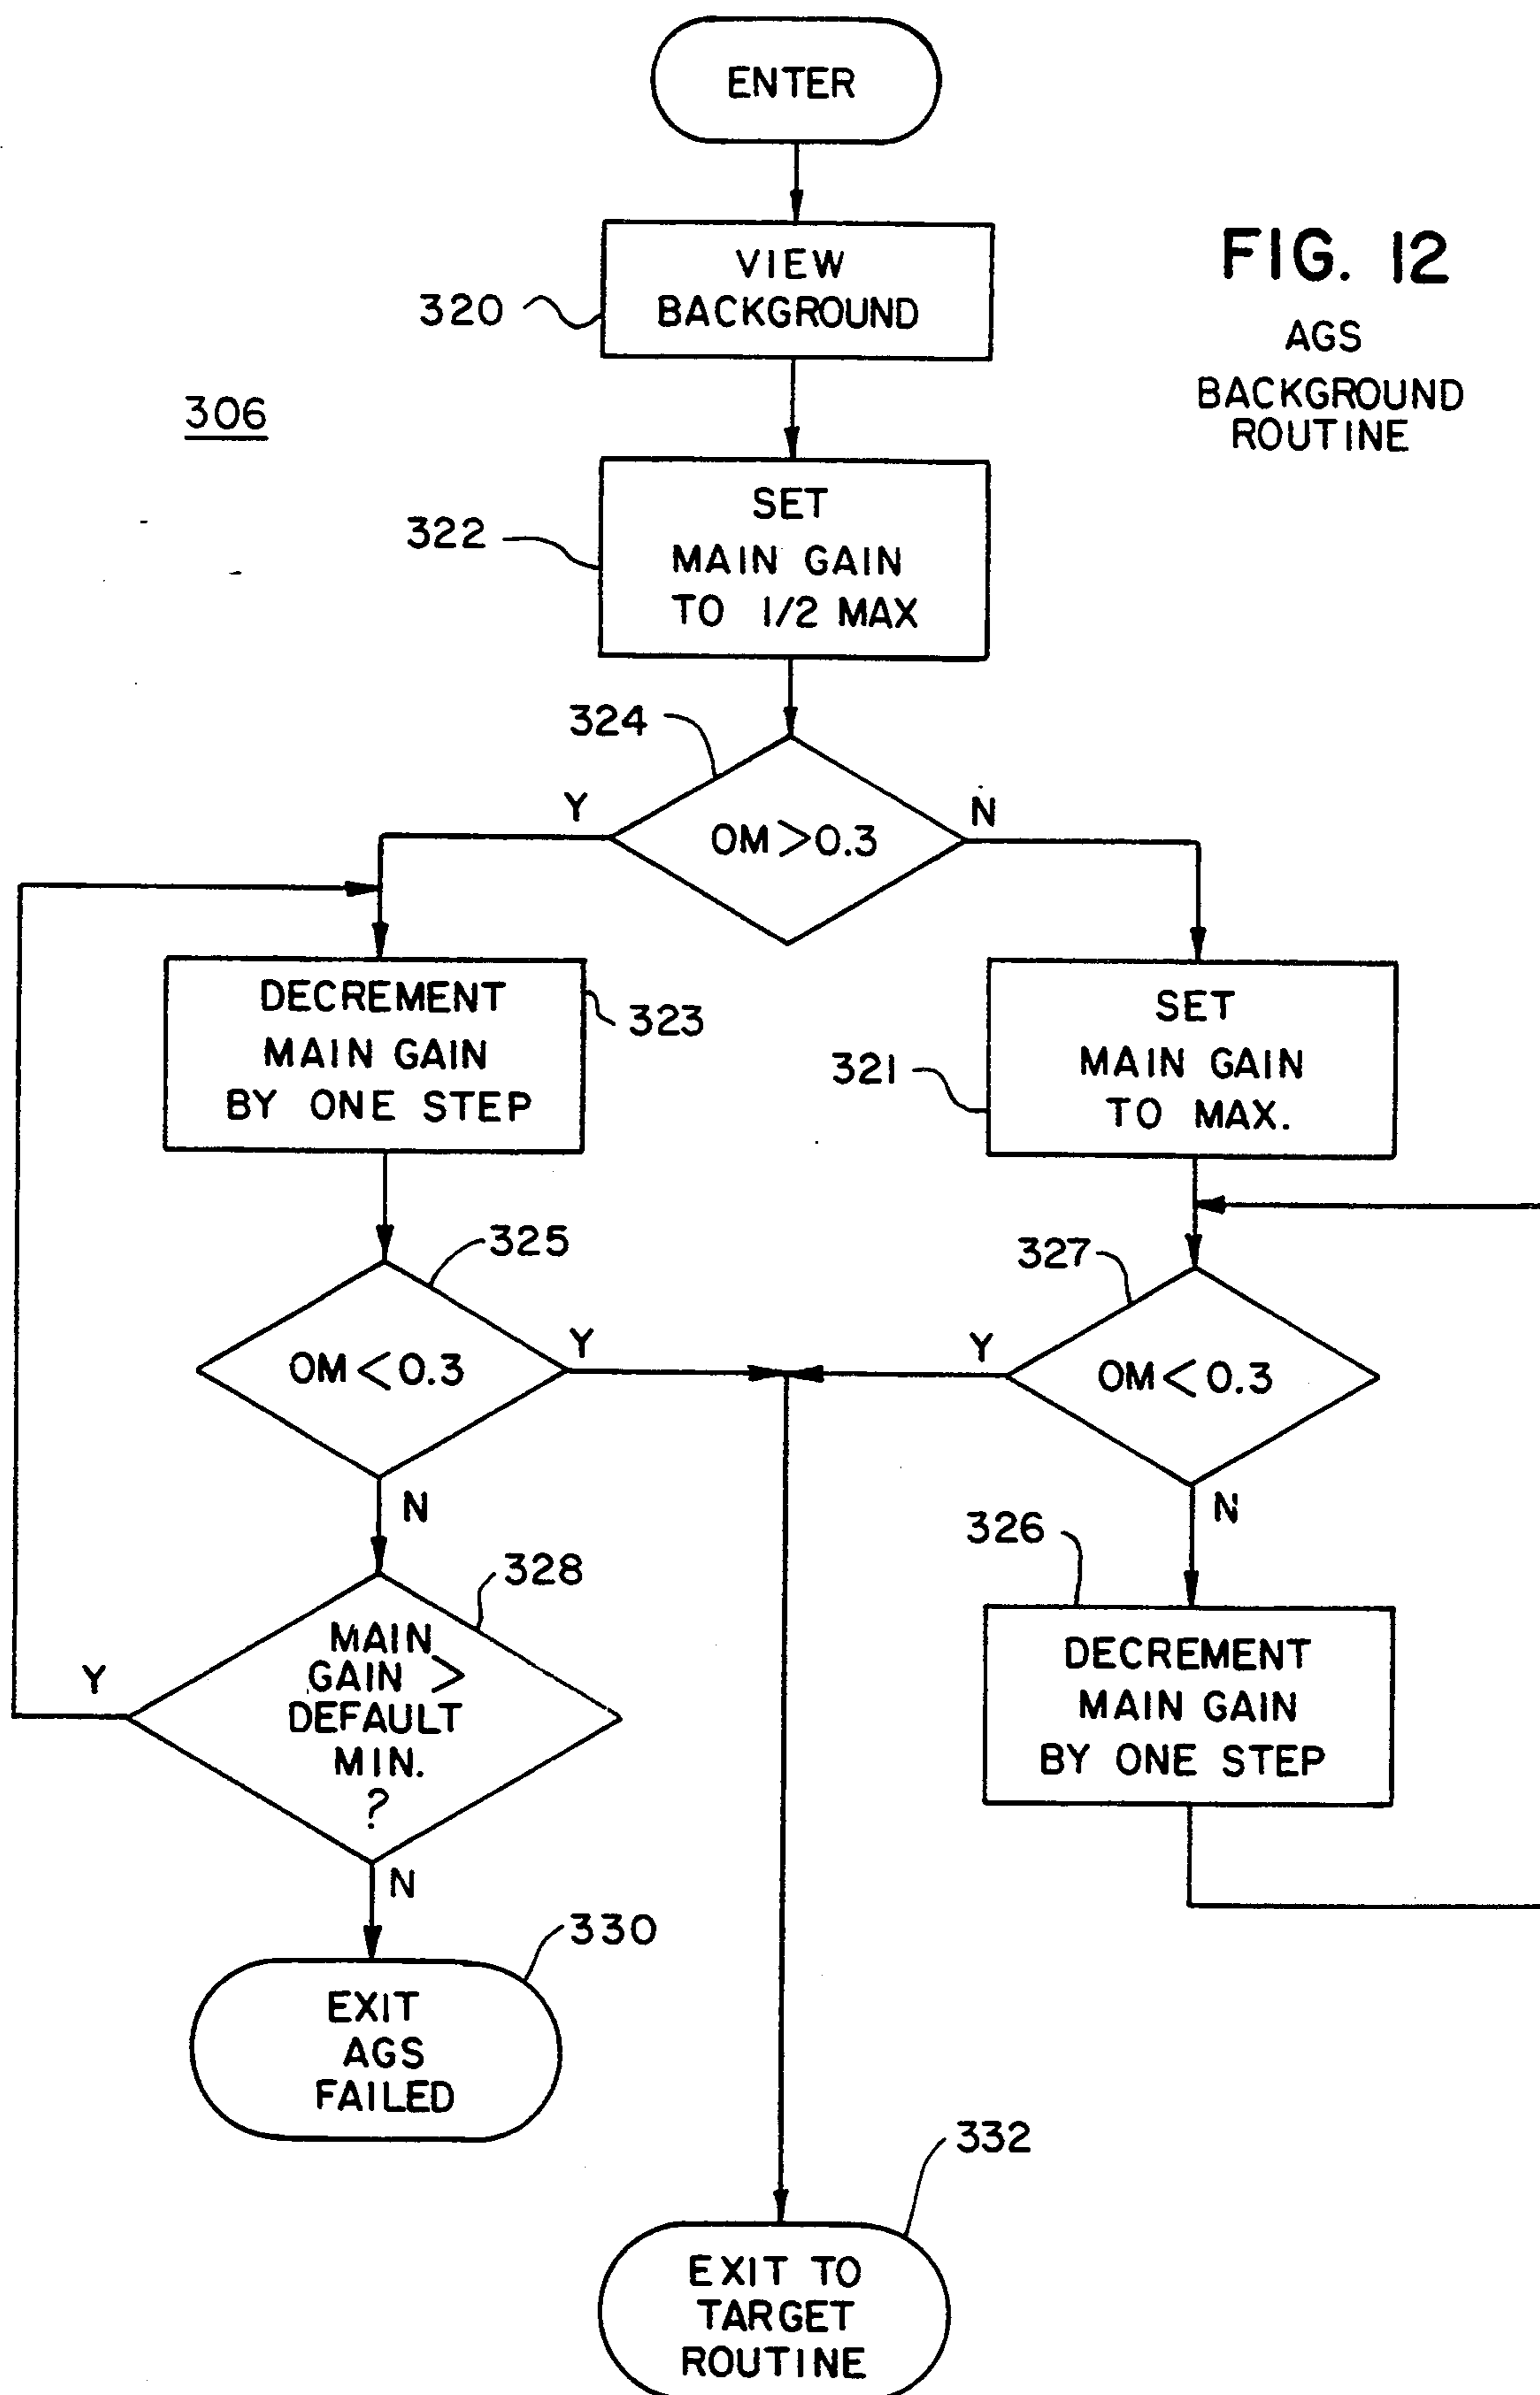 ENTER
VIEW
BACKGROUND
320
FIG. 12
AGS
BACKGROUND
ROUTINE
306
SET
MAIN GAIN
TO 1/2 MAX
322
324
Y
OM>0.3
N
DECREMENT
MAIN GAIN
BY ONE STEP
323
SET
MAIN GAIN
TO MAX.
321
325
OM<0.3
Y
N
327
Y
OM<0.3
N
328
MAIN
GAIN >
DEFAULT
MIN.
?
Y
N
326
DECREMENT
MAIN GAIN
BY ONE STEP
330
EXIT
AGS
FAILED
332
EXIT TO
TARGET
ROUTINE